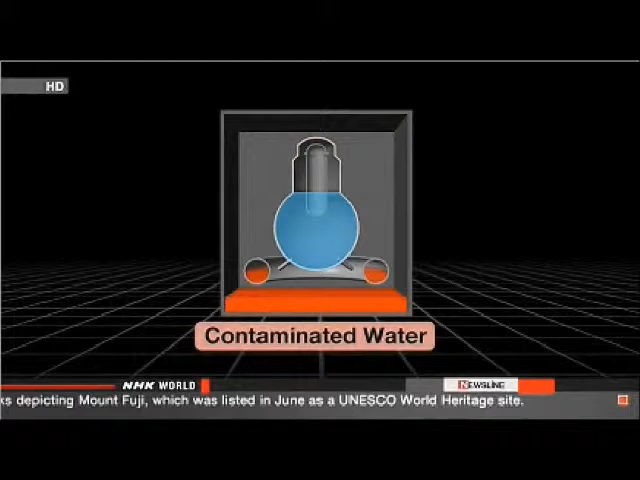 HD
Contaminated Water
NHK WORLD
NEWSLINE
ks depicting Mount Fuji, which was listed in June as a UNESCO World Heritage site.